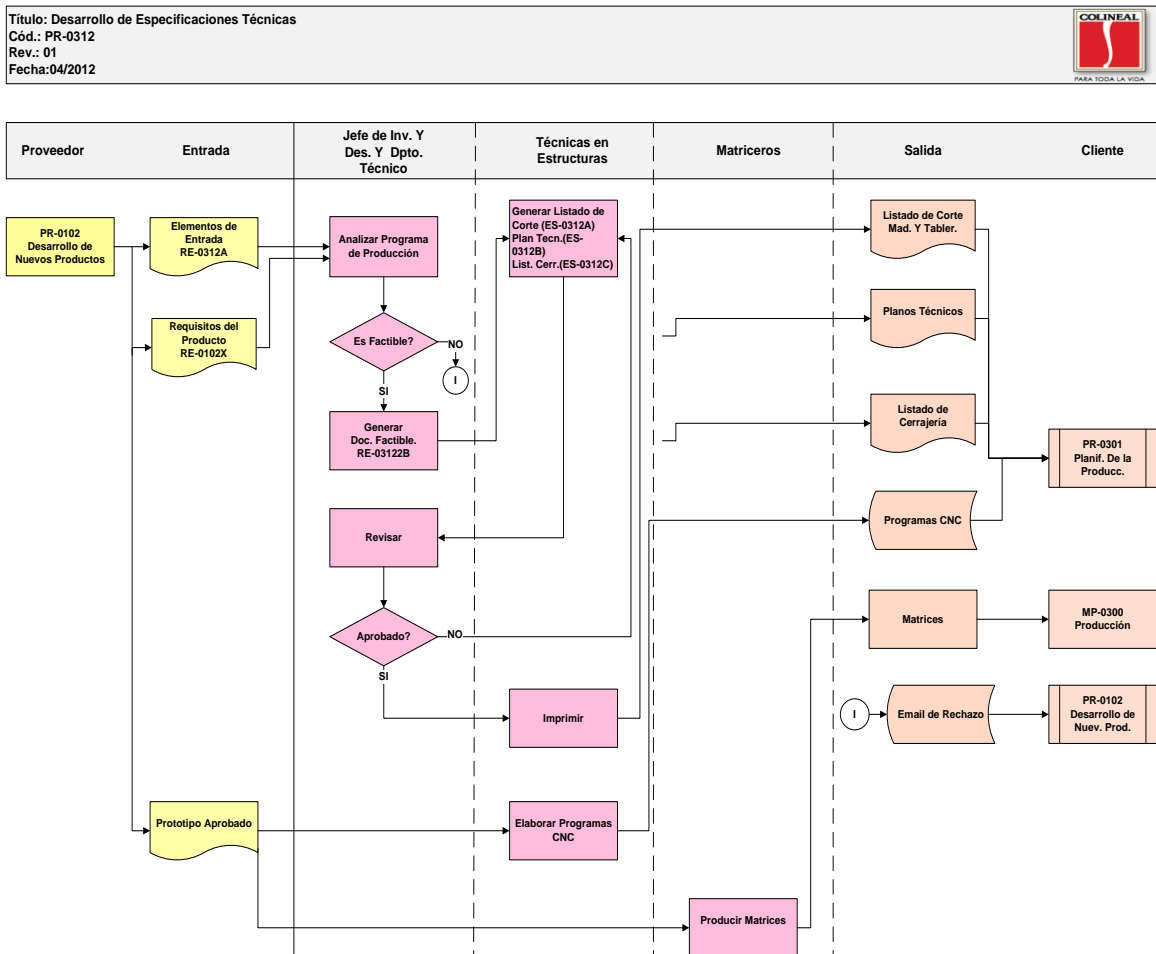 Título: Desarrollo de Especificaciones Técnicas
Cód.: PR-0312
Rev.: 01
Fecha:04/2012
COLINEAL
PARA TODA LA VIDA
Proveedor
Entrada
Jefe de Inv. Y
Des. Y Dpto.
Técnico
Técnicas en
Estructuras
Matriceros
Salida
Cliente
PR-0102
Desarrollo de
Nuevos Productos
Elementos de
Entrada
RE-0312A
Analizar Programa
de Producción
Generar Listado de
Corte (ES-0312A)
Plan Tecn.(ES-
0312B)
List. Cerr.(ES-0312C)
Listado de Corte
Mad. Y Tabler.
Requisitos del
Producto
RE-0102X
Es Factible?
NO
I
SI
Planos Técnicos
Generar
Doc. Factible.
RE-03122B
Listado de
Cerrajería
PR-0301
Planif. De la
Producc.
Revisar
Programas CNC
Aprobado?
NO
SI
Matrices
MP-0300
Producción
Imprimir
I
Email de Rechazo
PR-0102
Desarrollo de
Nuev. Prod.
Prototipo Aprobado
Elaborar Programas
CNC
Producir Matrices